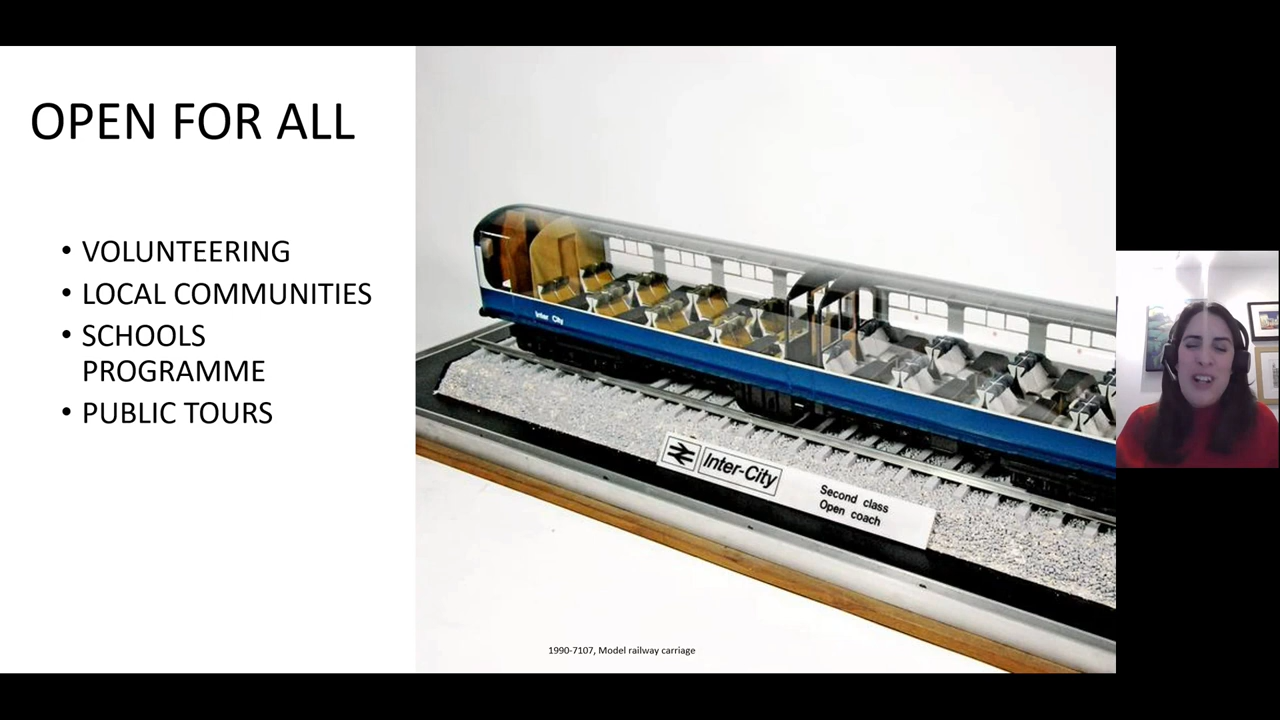 OPEN FOR ALL
• VOLUNTEERING
• LOCAL COMMUNITIES
• SCHOOLS
PROGRAMME
• PUBLIC TOURS
Inter City
Inter-City
Second class
Open coach
1990-7107, Model railway carriage